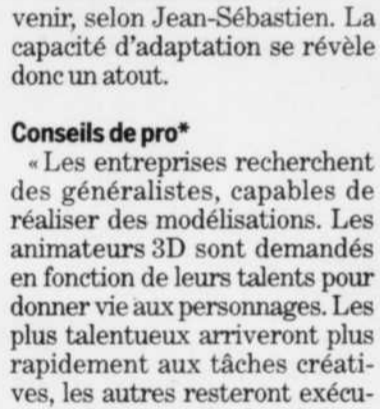 venir, selon Jean-Sébastien. La
capacité d'adaptation se révèle
donc un atout.
Conseils de pro*
« Les entreprises recherchent
des généralistes, capables de
réaliser des modélisations. Les
animateurs 3D sont demandés
en fonction de leurs talents pour
donner vie aux personnages. Les
plus talentueux arriveront plus
rapidement aux tâches créati-
ves, les autres resteront exécu-